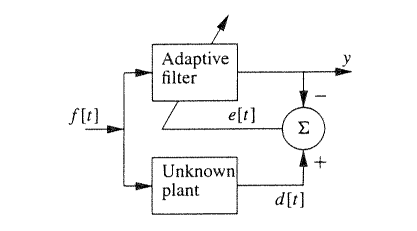 Adaptive
filter
y
−
f[t]
e[t]
Σ
+
Unknown
plant
d[t]